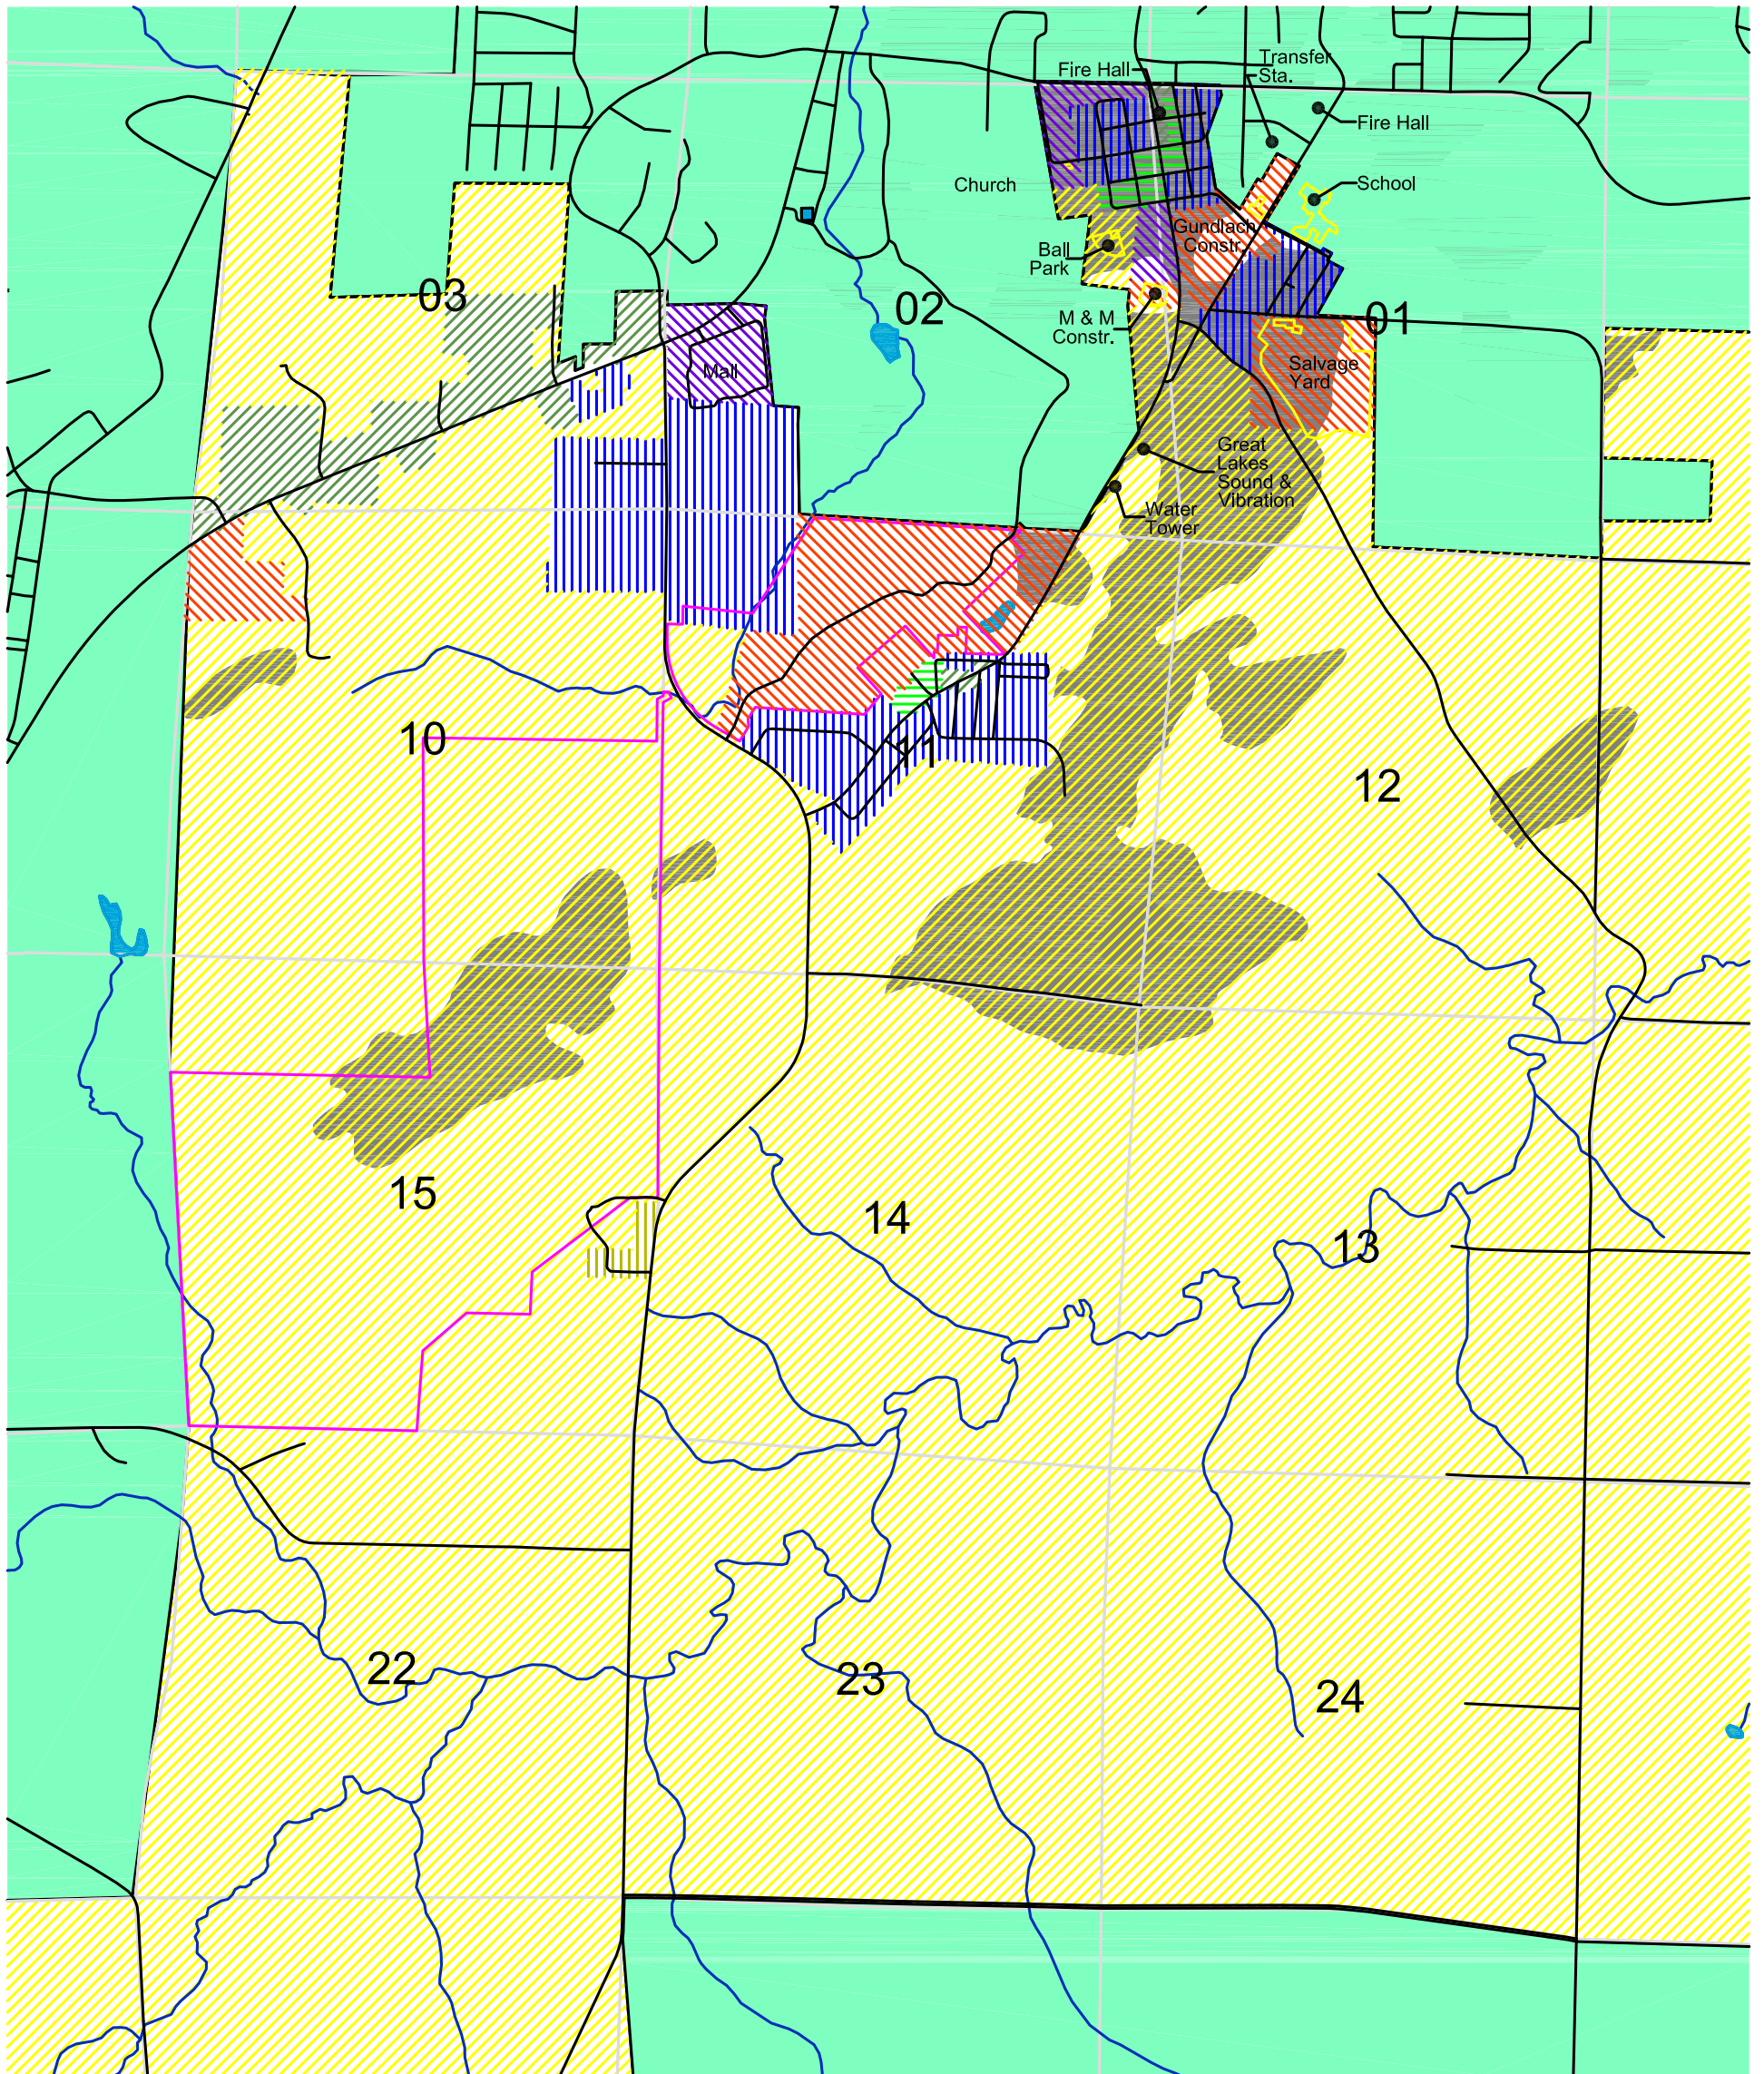 Transfer
Sta.
Fire Hall
Fire Hall
Church
School
Gundlach
Constr.
Ball
Park
03
02
M & M
Constr.
01
Mall
Salvage
Yard
Great
Lakes
Sound &
Vibration
Water
Tower
10
11
12
15
14
13
22
23
24